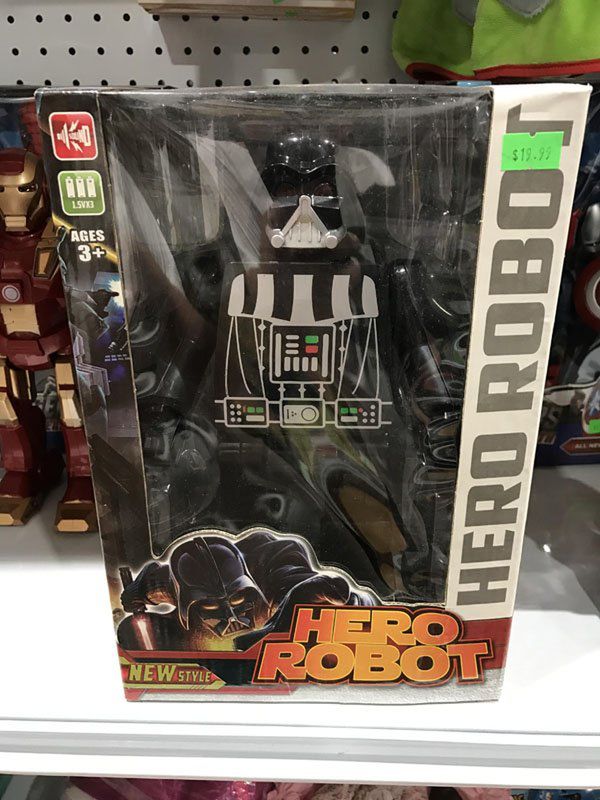 $19.99
1.5VX3
AGES
3+
HERO ROBOT
HERO
ROBOT
NEW STYLE